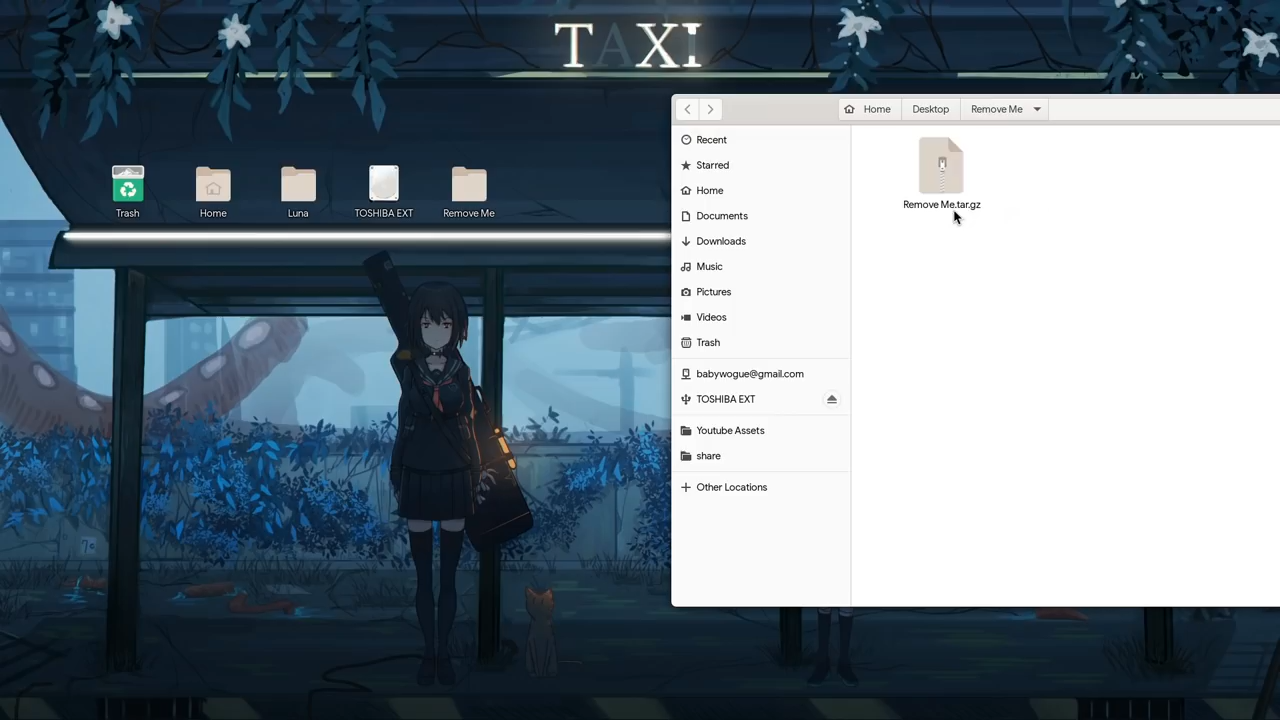 TAXI
Trash
Home
Luna
TOSHIBA EXT
Remove Me
Home
Desktop
Remove Me
Recent
Starred
Home
Documents
Downloads
Music
Pictures
Videos
Trash
babywogue@gmail.com
TOSHIBA EXT
Youtube Assets
share
Other Locations
Remove Me.tar.gz